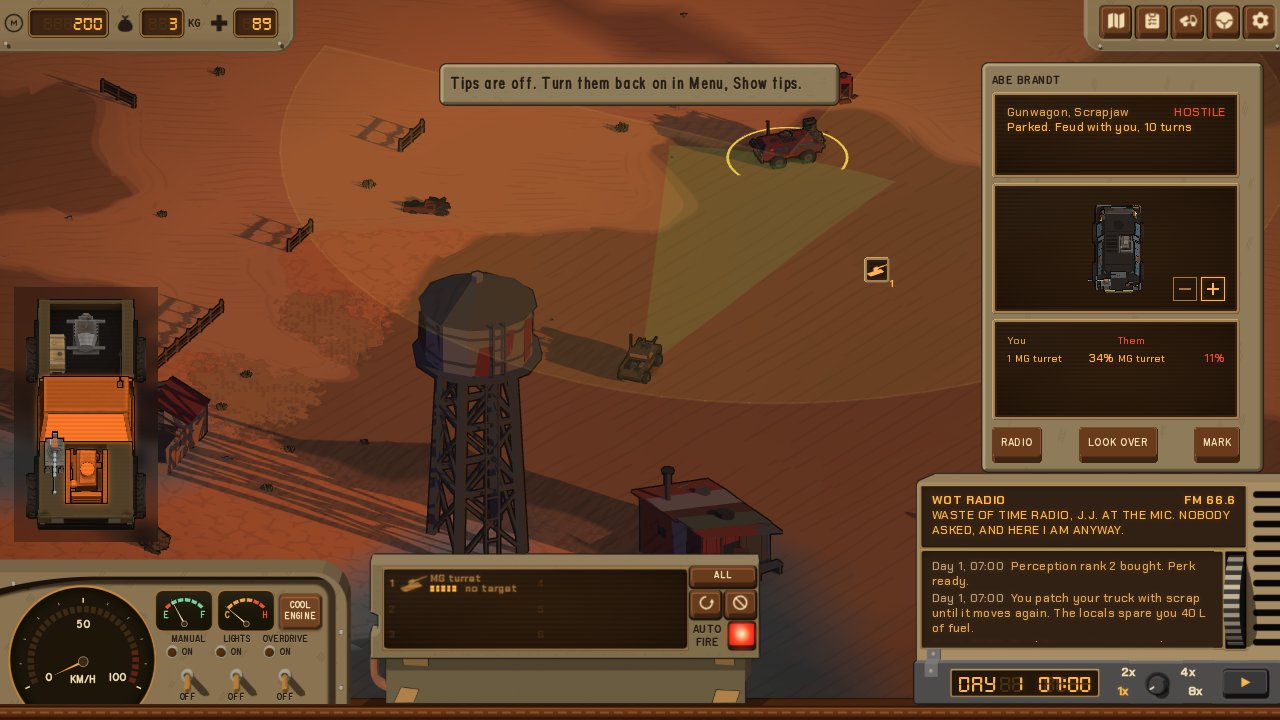 M 200 3 KG 89
Tips are off. Turn them back on in Menu, Show tips.
ABE BRANDT
Gunwagon, Scrapjaw HOSTILE
Parked. Feud with you, 10 turns
1
You Them
1 MG turret 34% MG turret 11%
RADIO LOOK OVER MARK
WOT RADIO FM 66.6
WASTE OF TIME RADIO, J.J. AT THE MIC. NOBODY
ASKED, AND HERE I AM ANYWAY.
Day 1, 07:00 Perception rank 2 bought. Perk
ready.
Day 1, 07:00 You patch your truck with scrap
until it moves again. The locals spare you 40 L
of fuel.
DAY 1 07:00
2x 4x
1x 8x
50
0 KM/H 100
E F
C H
COOL
ENGINE
MANUAL LIGHTS OVERDRIVE
ON ON ON
OFF OFF OFF
1 MG turret 4
no target
2 5
3 6
ALL
AUTO
FIRE